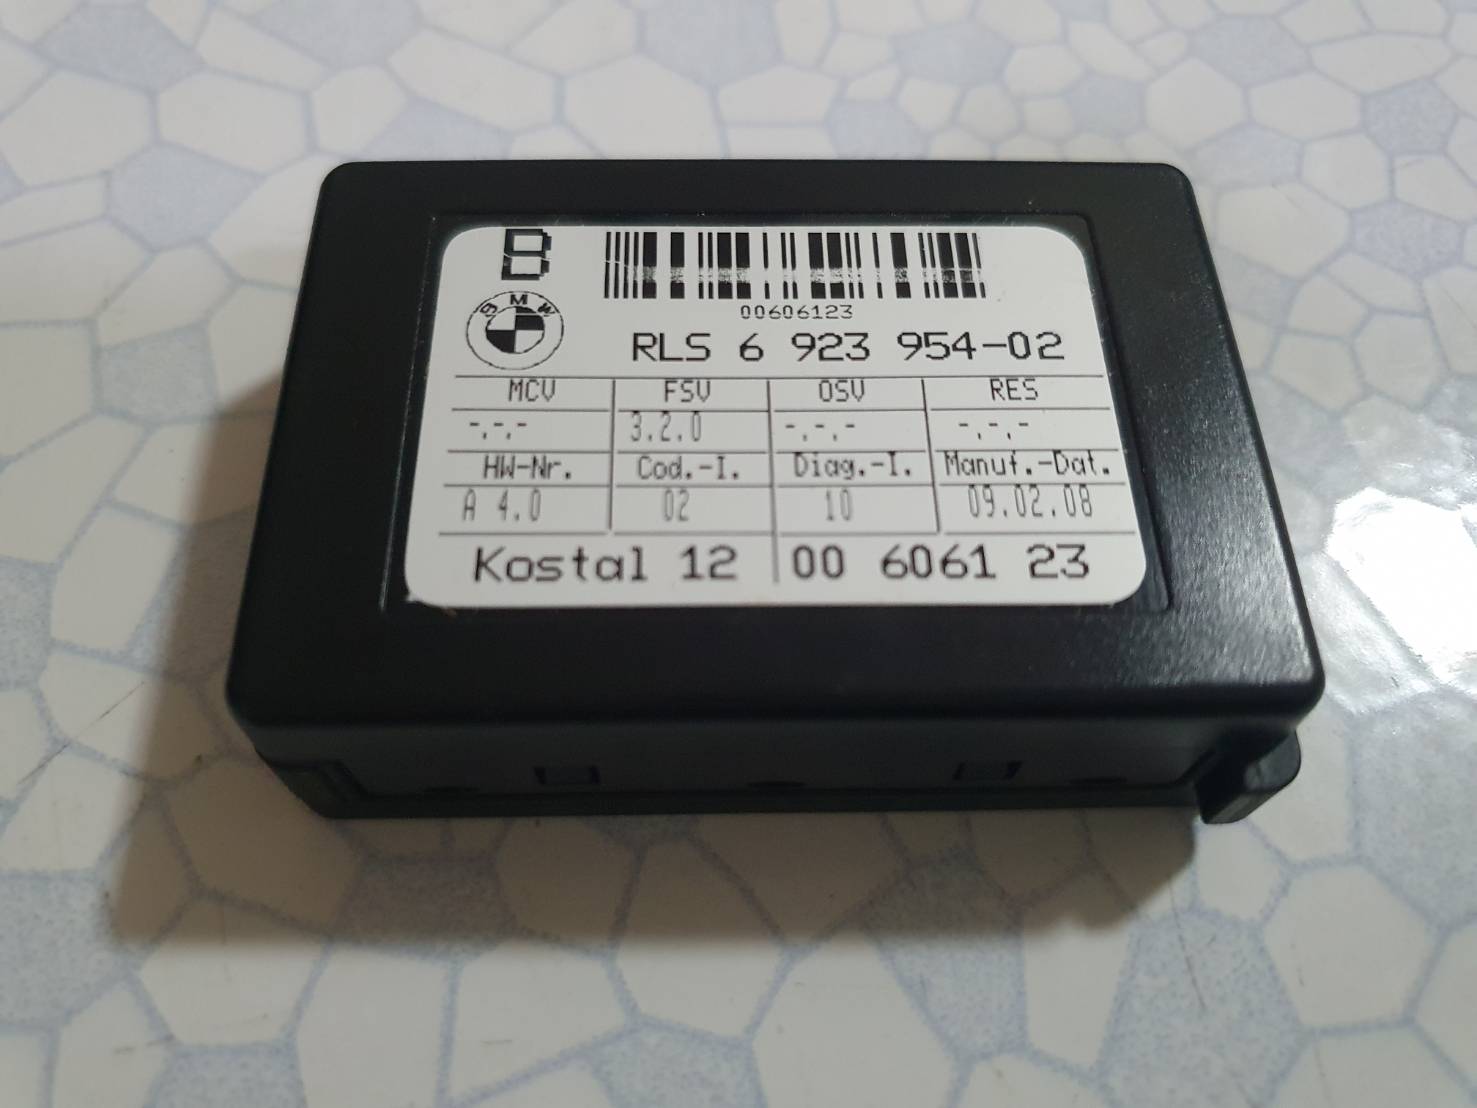 B
BMW
00606123
RLS 6 923 954-02
MCV FSV OSV RES
-.-.- 3.2.0 -.-.- -.-.-
HW-Nr. Cod.-I. Diag.-I. Manuf.-Dat.
A 4.0 02 10 09.02.08
Kostal 12 00 6061 23